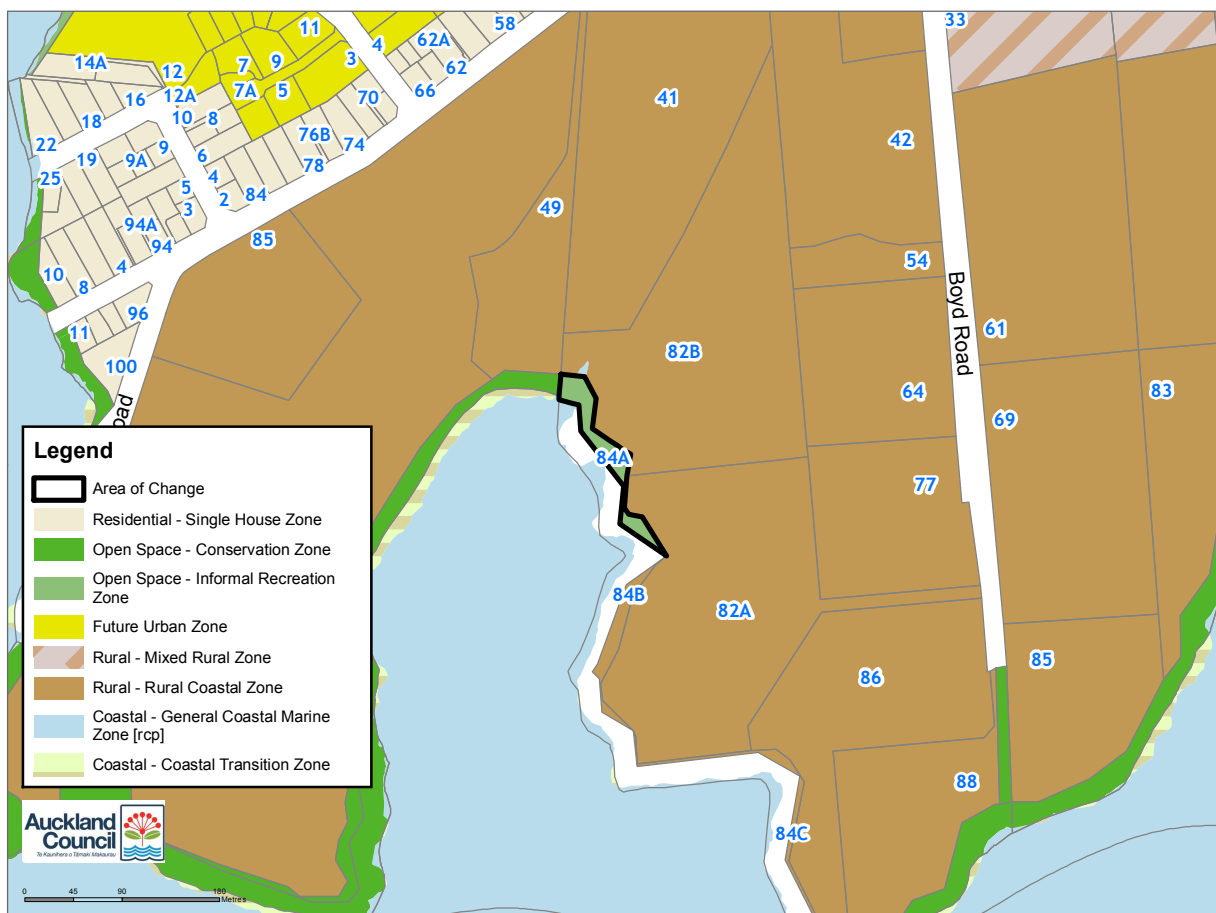 33
58
11
4
62A
14A
12
7
9
3
62
12A
7A
5
70
66
41
16
10
8
18
76B
74
42
22
19
9A
9
6
78
25
5
4
84
2
3
49
94A
94
85
10
4
8
54
Boyd Road
96
11
61
82B
100
64
83
oad
69
84A
77
84B
82A
85
86
88
84C
Legend
Area of Change
Residential - Single House Zone
Open Space - Conservation Zone
Open Space - Informal Recreation
Zone
Future Urban Zone
Rural - Mixed Rural Zone
Rural - Rural Coastal Zone
Coastal - General Coastal Marine
Zone [rcp]
Coastal - Coastal Transition Zone
Auckland
Council
Te Kaunihera o Tāmaki Makaurau
0 45 90 180
Metres